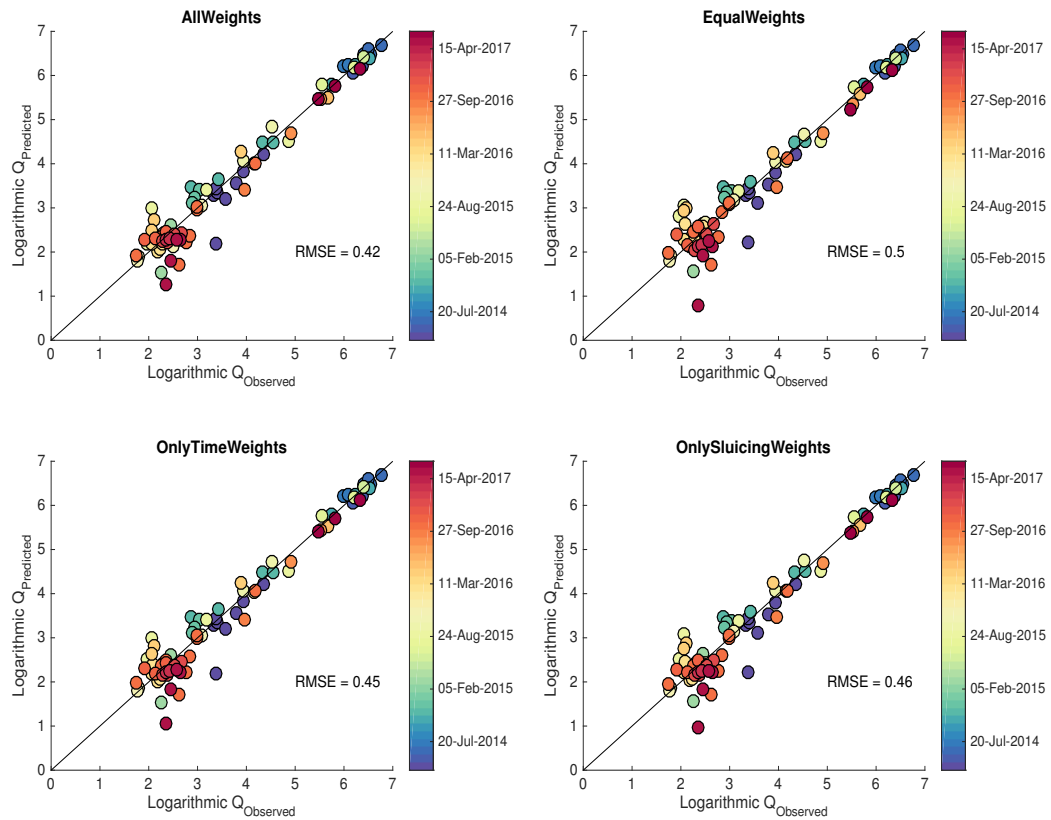 AllWeights
7
6
5
4
3
2
1
0
Logarithmic Q_Predicted
0 1 2 3 4 5 6 7
Logarithmic Q_Observed
RMSE = 0.42
15-Apr-2017
27-Sep-2016
11-Mar-2016
24-Aug-2015
05-Feb-2015
20-Jul-2014
EqualWeights
7
6
5
4
3
2
1
0
Logarithmic Q_Predicted
0 1 2 3 4 5 6 7
Logarithmic Q_Observed
RMSE = 0.5
15-Apr-2017
27-Sep-2016
11-Mar-2016
24-Aug-2015
05-Feb-2015
20-Jul-2014
OnlyTimeWeights
7
6
5
4
3
2
1
0
Logarithmic Q_Predicted
0 1 2 3 4 5 6 7
Logarithmic Q_Observed
RMSE = 0.45
15-Apr-2017
27-Sep-2016
11-Mar-2016
24-Aug-2015
05-Feb-2015
20-Jul-2014
OnlySluicingWeights
7
6
5
4
3
2
1
0
Logarithmic Q_Predicted
0 1 2 3 4 5 6 7
Logarithmic Q_Observed
RMSE = 0.46
15-Apr-2017
27-Sep-2016
11-Mar-2016
24-Aug-2015
05-Feb-2015
20-Jul-2014